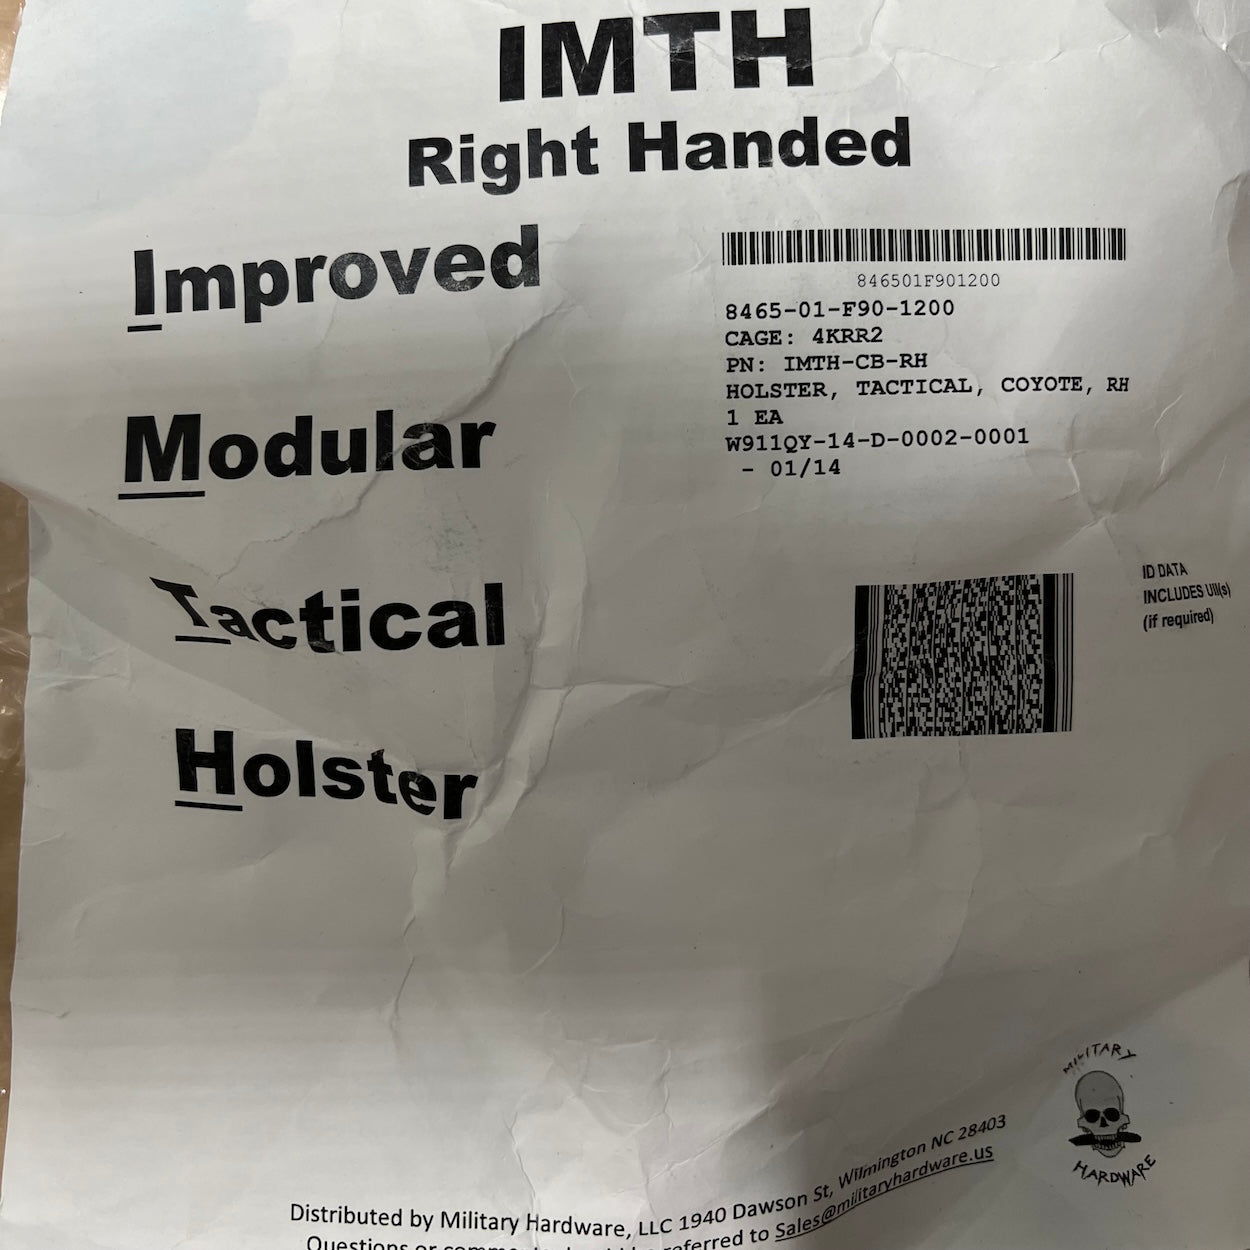 IMTH
Right Handed
Improved
Modular
Tactical
Holster
846501F901200
8465-01-F90-1200
CAGE: 4KRR2
PN: IMTH-CB-RH
HOLSTER, TACTICAL, COYOTE, RH
1 EA
W911QY-14-D-0002-0001
- 01/14
ID DATA
INCLUDES UII(s)
(if required)
MILITARY
HARDWARE
Distributed by Military Hardware, LLC 1940 Dawson St, Wilmington NC 28403
Questions or referred to Sales@militaryhardware.us